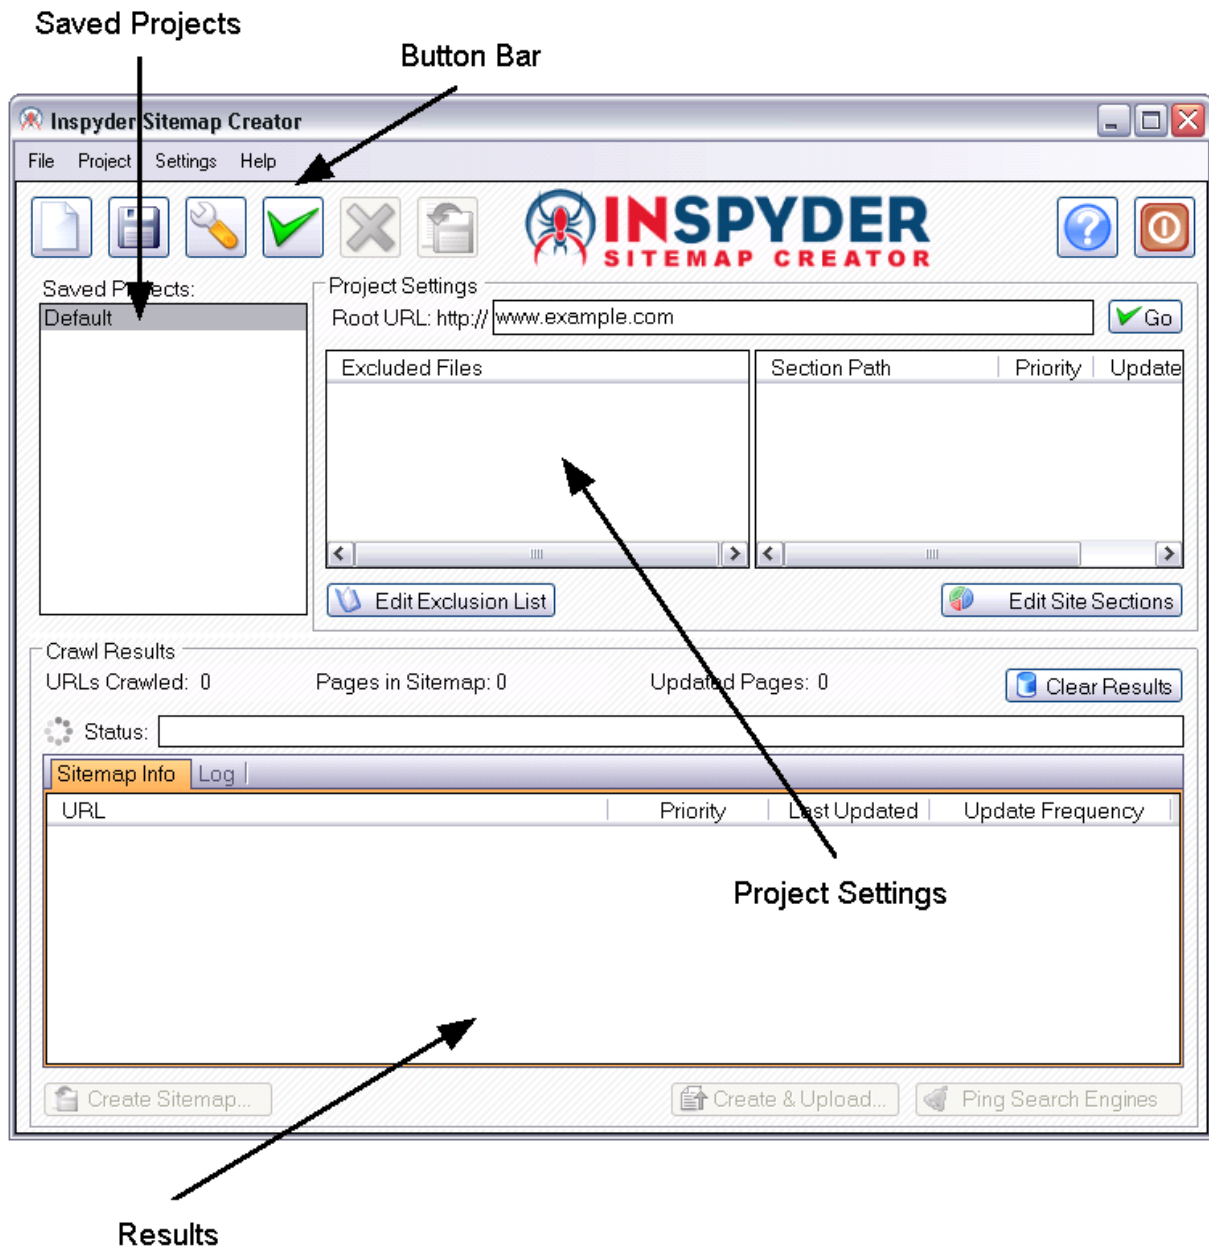 Saved Projects
Button Bar
Inspyder Sitemap Creator
File Project Settings Help
INSPYDER
SITEMAP CREATOR
Saved Projects:
Default
Project Settings
Root URL: http:// www.example.com Go
Excluded Files
Section Path Priority Update
Edit Exclusion List
Edit Site Sections
Crawl Results
URLs Crawled: 0 Pages in Sitemap: 0 Updated Pages: 0 Clear Results
Status:
Sitemap Info Log
URL Priority Last Updated Update Frequency
Project Settings
Create Sitemap... Create & Upload... Ping Search Engines
Results